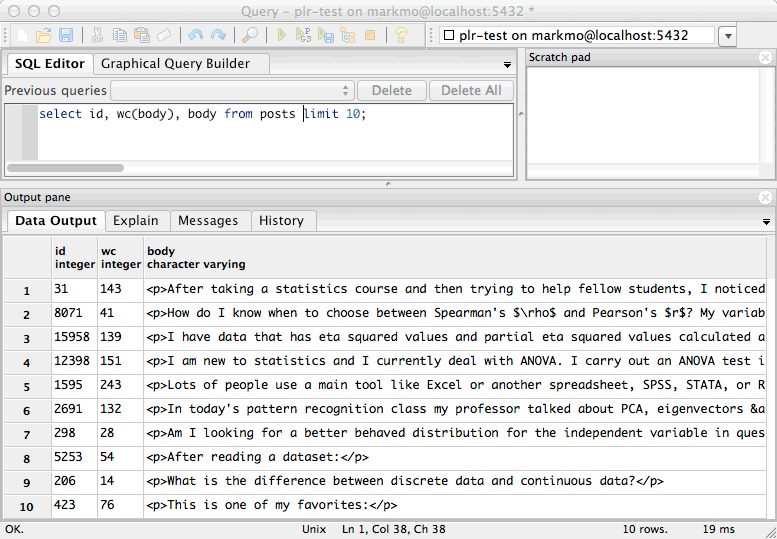 Query - plr-test on markmo@localhost:5432 *
plr-test on markmo@localhost:5432
SQL Editor Graphical Query Builder
Scratch pad
Previous queries Delete Delete All
select id, wc(body), body from posts limit 10;
Output pane
Data Output Explain Messages History
id wc body
integer integer character varying
1 31 143 <p>After taking a statistics course and then trying to help fellow students, I noticed
2 8071 41 <p>How do I know when to choose between Spearman's $\rho$ and Pearson's $r$? My variab
3 15958 139 <p>I have data that has eta squared values and partial eta squared values calculated a
4 12398 151 <p>I am new to statistics and I currently deal with ANOVA. I carry out an ANOVA test i
5 1595 243 <p>Lots of people use a main tool like Excel or another spreadsheet, SPSS, STATA, or R
6 2691 132 <p>In today's pattern recognition class my professor talked about PCA, eigenvectors &a
7 298 28 <p>Am I looking for a better behaved distribution for the independent variable in ques
8 5253 54 <p>After reading a dataset:</p>
9 206 14 <p>What is the difference between discrete data and continuous data?</p>
10 423 76 <p>This is one of my favorites:</p>
OK. Unix Ln 1, Col 38, Ch 38 10 rows. 19 ms